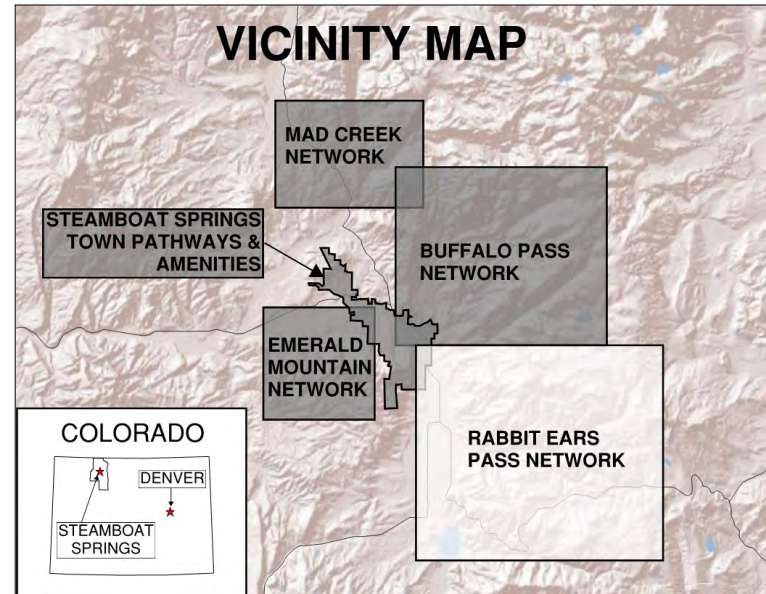 VICINITY MAP
MAD CREEK
NETWORK
STEAMBOAT SPRINGS
TOWN PATHWAYS &
AMENITIES
BUFFALO PASS
NETWORK
EMERALD
MOUNTAIN
NETWORK
RABBIT EARS
PASS NETWORK
COLORADO
DENVER
STEAMBOAT
SPRINGS